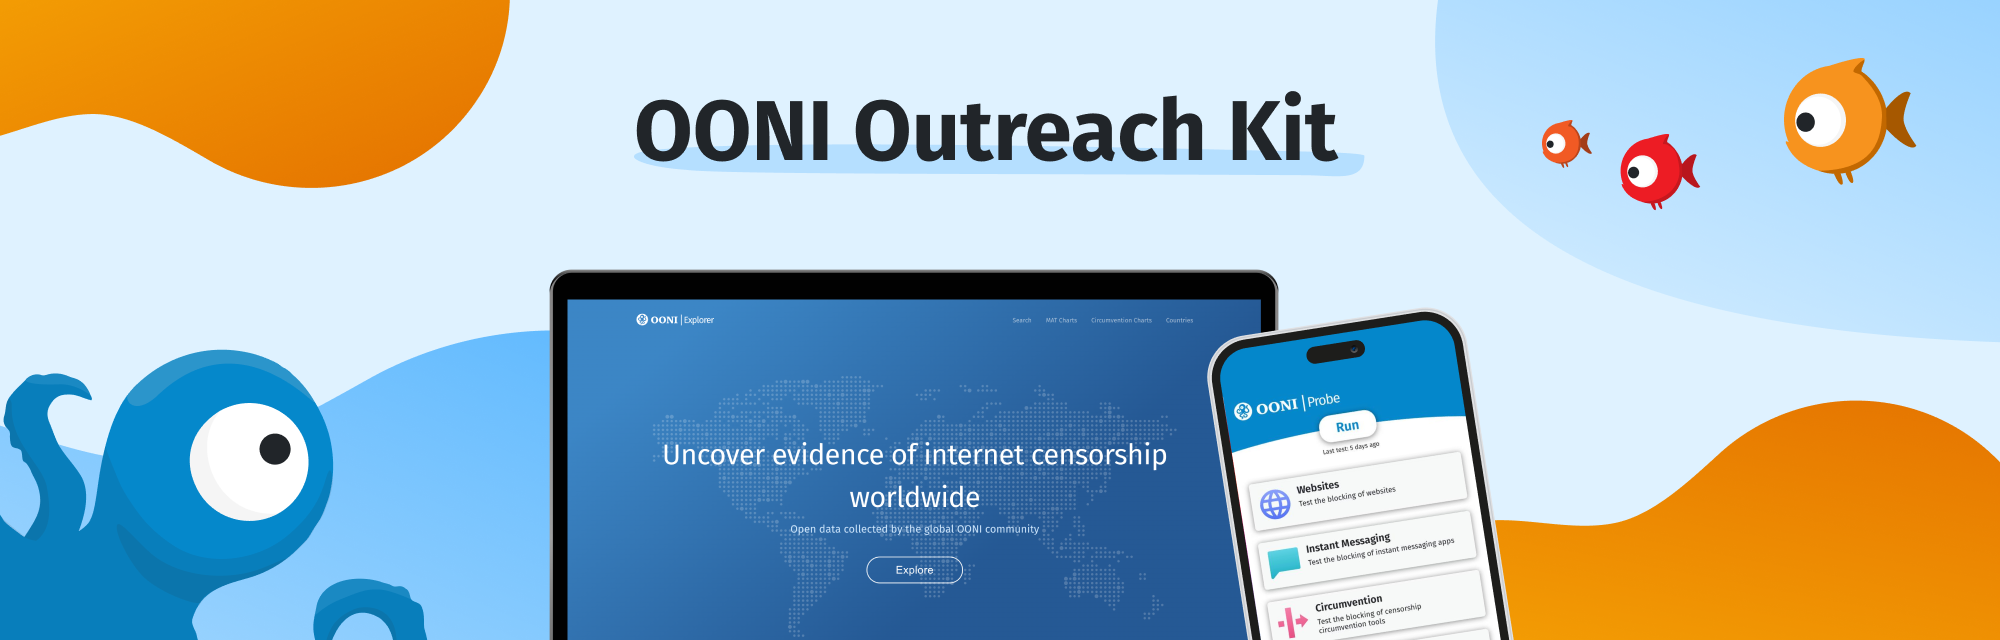 OONI Outreach Kit
OONI Explorer
Search MAT Charts Circumvention Charts Countries
Uncover evidence of internet censorship
worldwide
Open data collected by the global OONI community
Explore
OONI Probe
Run
Last test: 5 days ago
Websites
Test the blocking of websites
Instant Messaging
Test the blocking of instant messaging apps
Circumvention
Test the blocking of censorship
circumvention tools